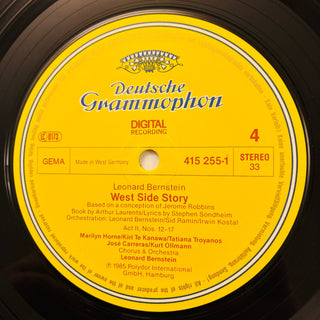 Deutsche
Grammophon
DIGITAL
RECORDING
4
GEMA
Made in West Germany
415 255-1
STEREO
33
Leonard Bernstein
West Side Story
Based on a conception of Jerome Robbins
Book by Arthur Laurents/Lyrics by Stephen Sondheim
Orchestration: Leonard Bernstein/Sid Ramin/Irwin Kostal
Act II, Nos. 12-17
Marilyn Horne/Kiri Te Kanawa/Tatiana Troyanos
José Carreras/Kurt Ollmann
Chorus & Orchestra
Leonard Bernstein
℗ 1985 Polydor International
GmbH, Hamburg